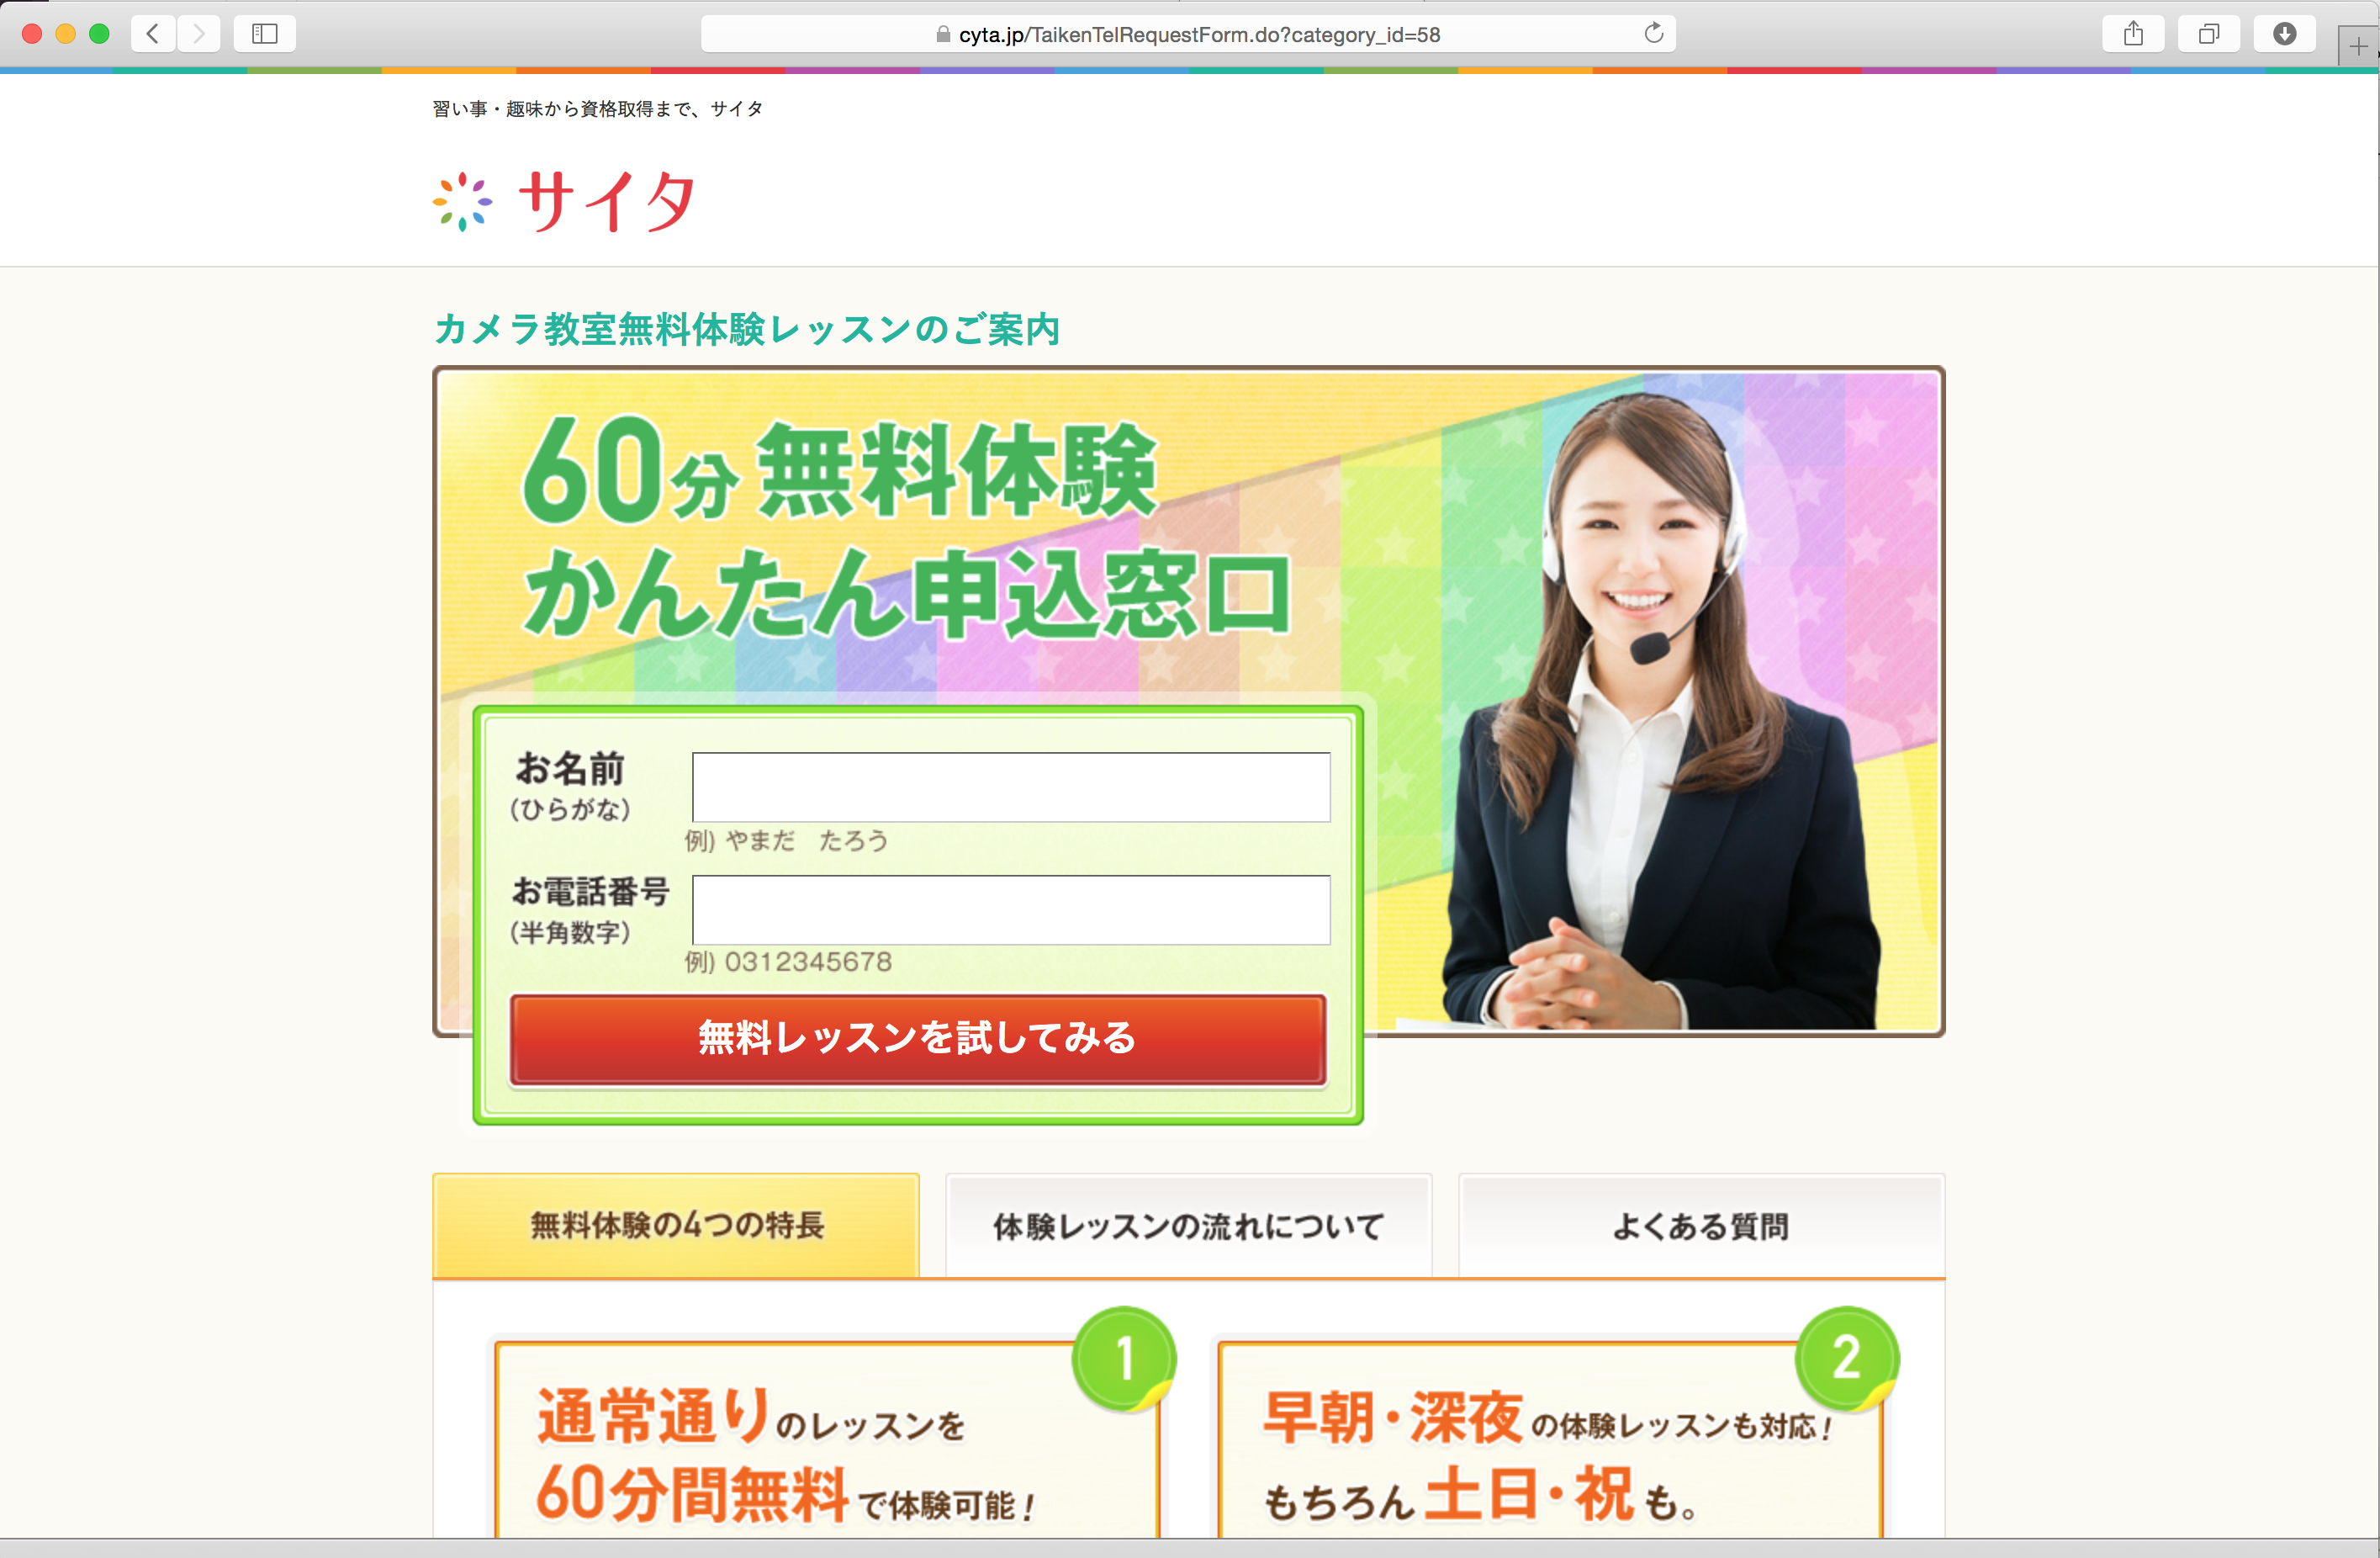 cyta.jp/TaikenTelRequestForm.do?category_id=58
習い事・趣味から資格取得まで、サイタ
サイタ
カメラ教室無料体験レッスンのご案内
60分無料体験
かんたん申込窓口
お名前
(ひらがな)
例) やまだ　たろう
お電話番号
(半角数字)
例) 0312345678
無料レッスンを試してみる
無料体験の4つの特長
体験レッスンの流れについて
よくある質問
1
通常通りのレッスンを
60分間無料で体験可能!
2
早朝・深夜の体験レッスンも対応!
もちろん土日・祝も。